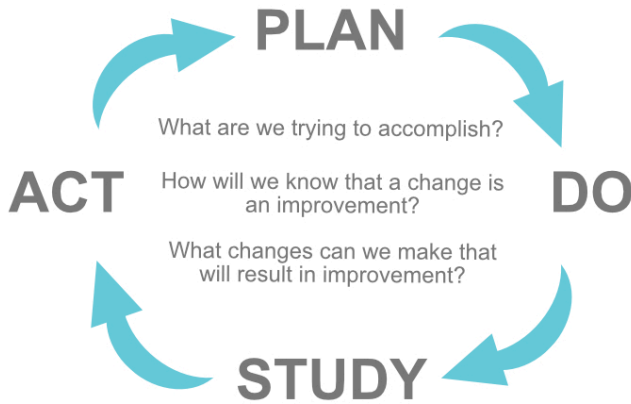 PLAN
What are we trying to accomplish?
ACT
How will we know that a change is
an improvement?
DO
What changes can we make that
will result in improvement?
STUDY